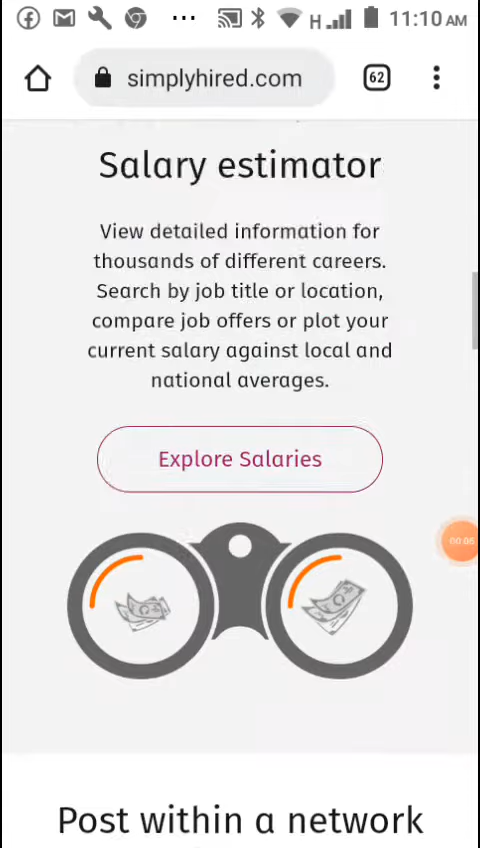 11:10 AM
H
simplyhired.com
62
Salary estimator
View detailed information for
thousands of different careers.
Search by job title or location,
compare job offers or plot your
current salary against local and
national averages.
Explore Salaries
Post within a network